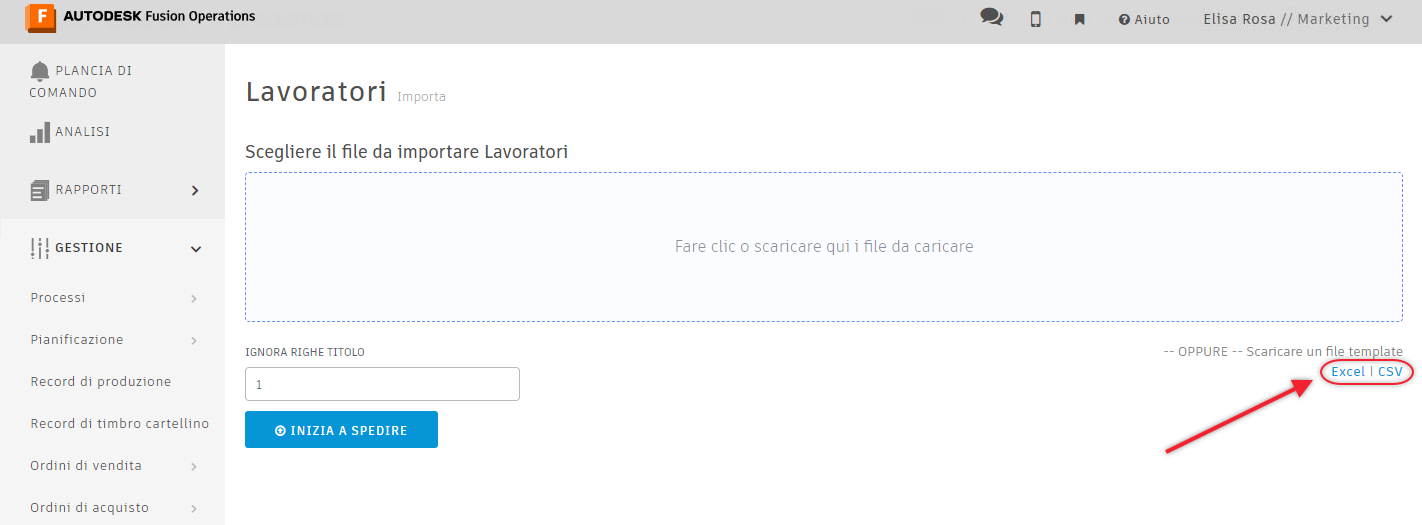 F AUTODESK Fusion Operations
Aiuto
Elisa Rosa // Marketing
PLANCIA DI
COMANDO
ANALISI
RAPPORTI
GESTIONE
Processi
Pianificazione
Record di produzione
Record di timbro cartellino
Ordini di vendita
Ordini di acquisto
Lavoratori Importa
Scegliere il file da importare Lavoratori
Fare clic o scaricare qui i file da caricare
IGNORA RIGHE TITOLO
1
INIZIA A SPEDIRE
-- OPPURE -- Scaricare un file template
Excel | CSV